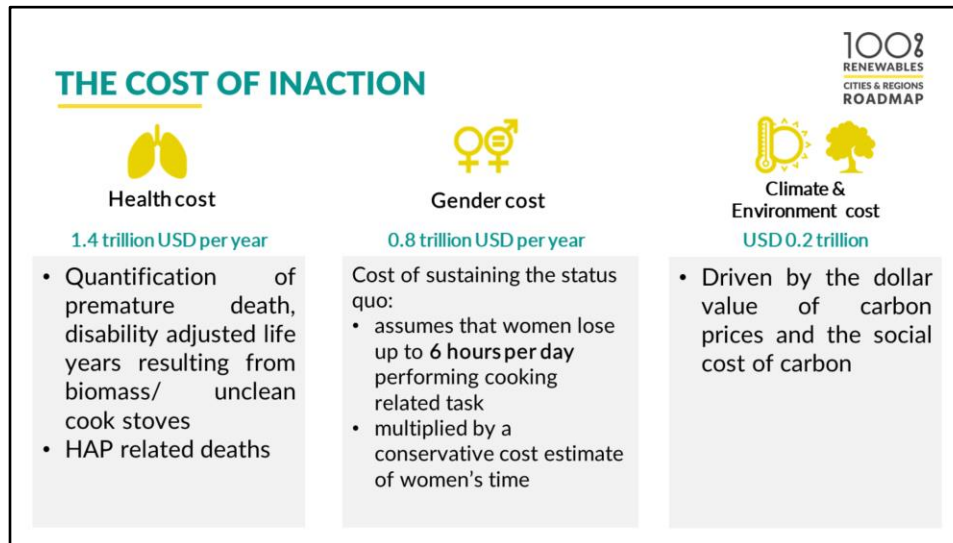 THE COST OF INACTION
100%
RENEWABLES
CITIES & REGIONS
ROADMAP
Health cost
1.4 trillion USD per year
• Quantification of
premature death,
disability adjusted life
years resulting from
biomass/ unclean
cook stoves
• HAP related deaths
Gender cost
0.8 trillion USD per year
Cost of sustaining the status
quo:
• assumes that women lose
up to 6 hours per day
performing cooking
related task
• multiplied by a
conservative cost estimate
of women's time
Climate &
Environment cost
USD 0.2 trillion
• Driven by the dollar
value of carbon
prices and the social
cost of carbon